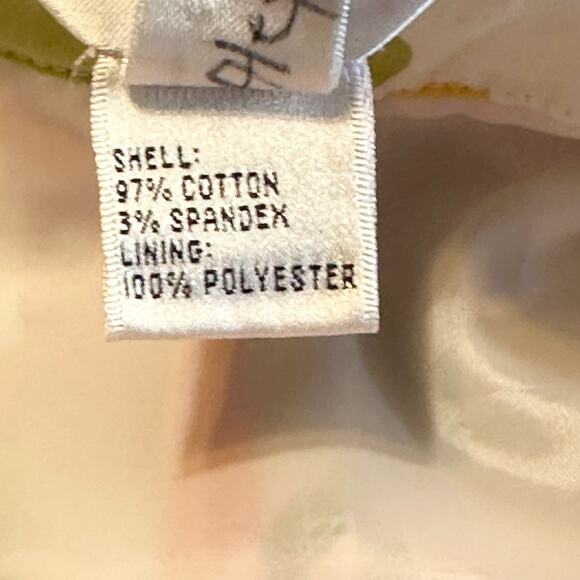 SHELL:
97% COTTON
3% SPANDEX
LINING:
100% POLYESTER